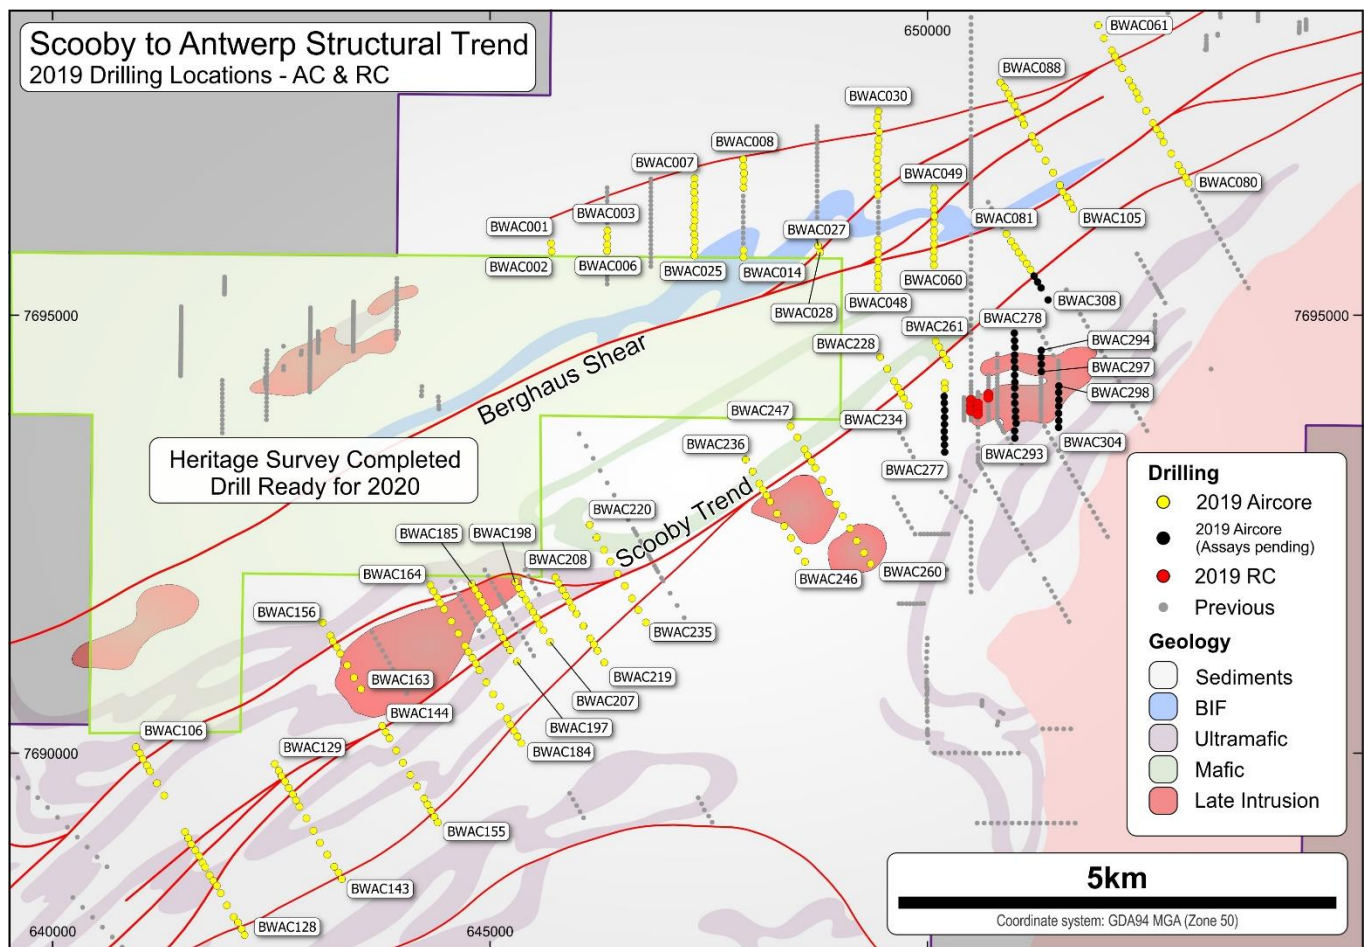 Scooby to Antwerp Structural Trend
2019 Drilling Locations - AC & RC
650000
BWAC061
BWAC088
BWAC030
BWAC008
BWAC007
BWAC049
BWAC080
BWAC003
BWAC081
BWAC105
BWAC001
BWAC027
BWAC002
BWAC006
BWAC025
BWAC014
BWAC060
BWAC048
BWAC308
BWAC028
7695000
7695000
BWAC278
BWAC261
BWAC294
BWAC228
BWAC297
Berghaus Shear
BWAC298
BWAC247
BWAC234
BWAC236
BWAC304
BWAC293
BWAC277
Heritage Survey Completed
Drill Ready for 2020
Scooby Trend
BWAC220
BWAC185
BWAC198
BWAC208
BWAC164
BWAC246
BWAC260
BWAC156
BWAC235
BWAC163
BWAC219
BWAC207
BWAC144
BWAC197
BWAC106
BWAC129
BWAC184
7690000
BWAC155
BWAC143
BWAC128
640000
645000
Drilling
2019 Aircore
2019 Aircore
(Assays pending)
2019 RC
Previous
Geology
Sediments
BIF
Ultramafic
Mafic
Late Intrusion
5km
Coordinate system: GDA94 MGA (Zone 50)